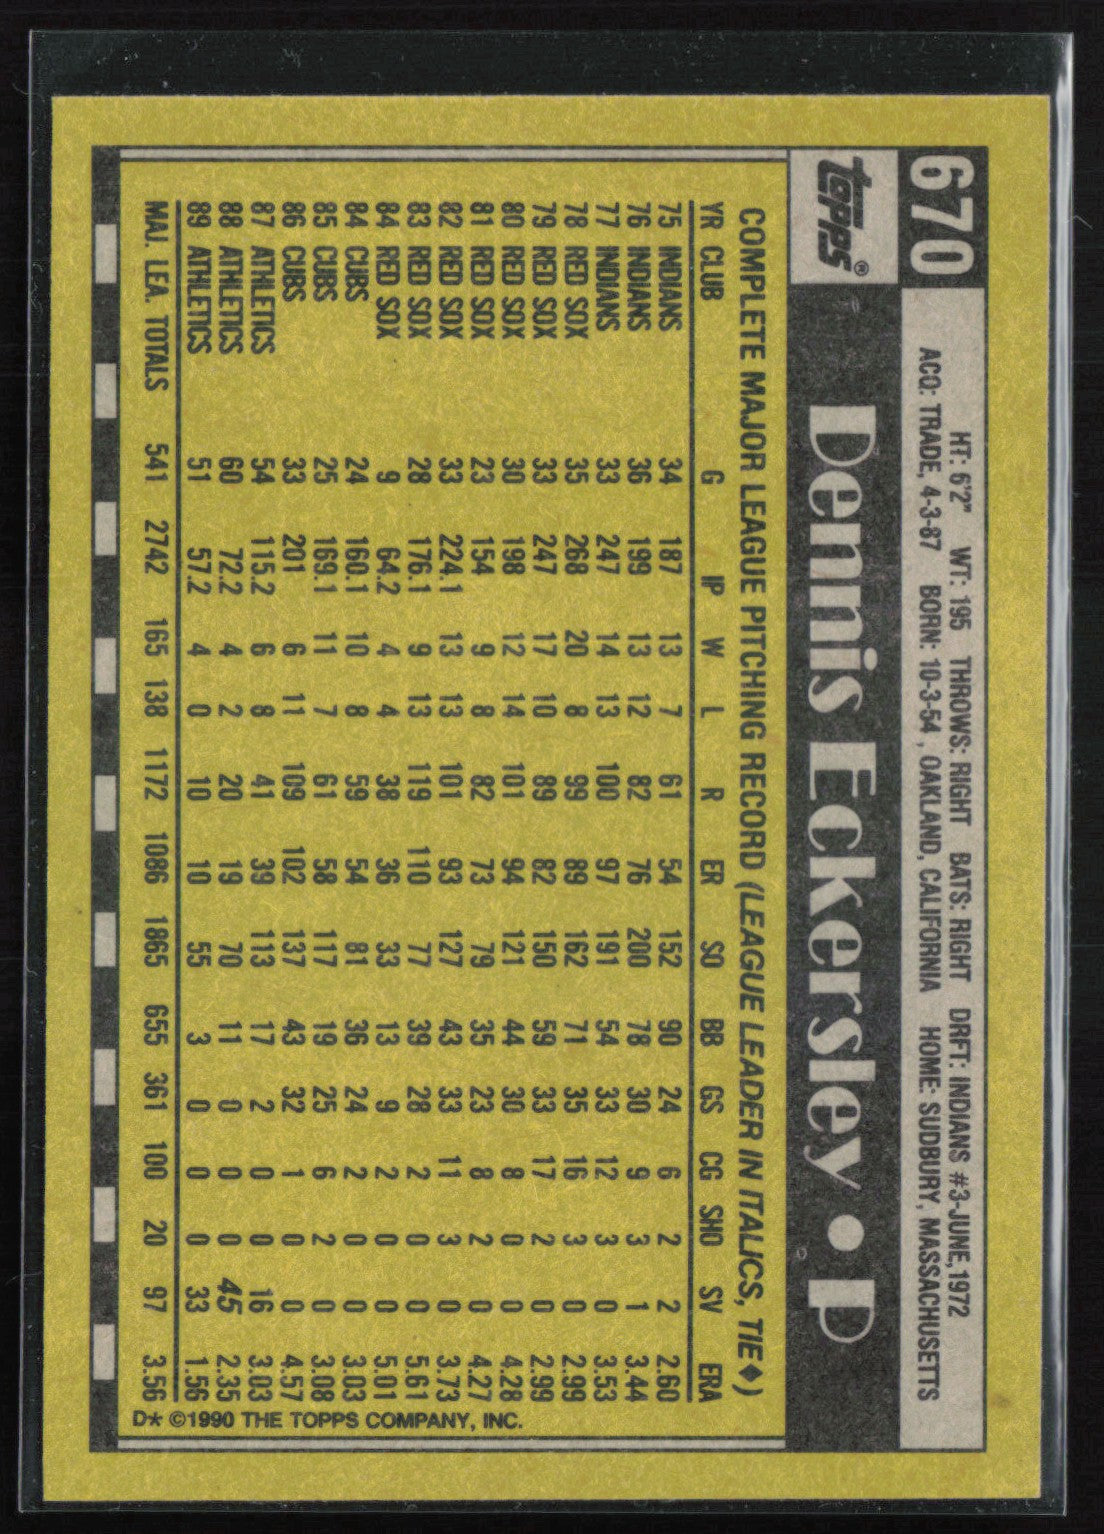 670
HT: 6'2" WT: 195 THROWS: RIGHT BATS: RIGHT DRFT: INDIANS #3-JUNE, 1972
ACQ: TRADE, 4-3-87 BORN: 10-3-54, OAKLAND, CALIFORNIA HOME: SUDBURY, MASSACHUSETTS
Topps®
Dennis Eckersley • P
COMPLETE MAJOR LEAGUE PITCHING RECORD (LEAGUE LEADER IN ITALICS, TIE♦)
YR CLUB G IP W L R ER SO BB GS CG SHO SV ERA
75 INDIANS 34 187 13 7 61 54 152 90 24 6 2 2 2.60
76 INDIANS 36 199 13 12 82 76 200 78 30 9 3 1 3.44
77 INDIANS 33 247 14 13 100 97 191 54 33 12 3 0 3.53
78 RED SOX 35 268 20 8 99 89 162 71 35 16 3 0 2.99
79 RED SOX 33 247 17 10 89 82 150 59 33 17 2 0 2.99
80 RED SOX 30 198 12 14 101 94 121 44 30 8 0 0 4.28
81 RED SOX 23 154 9 8 82 73 79 35 23 8 2 0 4.27
82 RED SOX 33 224.1 13 13 101 93 127 43 33 11 3 0 3.73
83 RED SOX 28 176.1 9 13 119 110 77 39 28 2 0 0 5.61
84 RED SOX 9 64.2 4 4 38 36 33 13 9 2 0 0 5.01
84 CUBS 24 160.1 10 8 59 54 81 36 24 2 0 0 3.03
85 CUBS 25 169.1 11 7 61 58 117 19 25 6 2 0 3.08
86 CUBS 33 201 6 11 109 102 137 43 32 1 0 0 4.57
87 ATHLETICS 54 115.2 6 8 41 39 113 17 2 0 0 16 3.03
88 ATHLETICS 60 72.2 4 2 20 19 70 11 0 0 0 45 2.35
89 ATHLETICS 51 57.2 4 0 10 10 55 3 0 0 0 33 1.56
MAJ. LEA. TOTALS 541 2742 165 138 1172 1086 1865 655 361 100 20 97 3.56
D* ©1990 THE TOPPS COMPANY, INC.